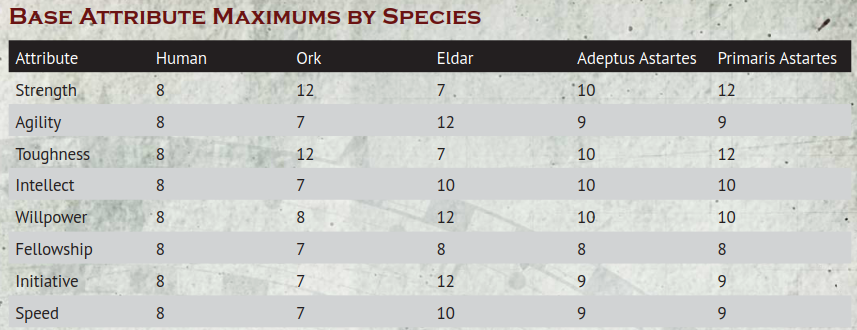 Base Attribute Maximums by Species
Attribute Human Ork Eldar Adeptus Astartes Primaris Astartes
Strength 8 12 7 10 12
Agility 8 7 12 9 9
Toughness 8 12 7 10 12
Intellect 8 7 10 10 10
Willpower 8 8 12 10 10
Fellowship 8 7 8 8 8
Initiative 8 7 12 9 9
Speed 8 7 10 9 9